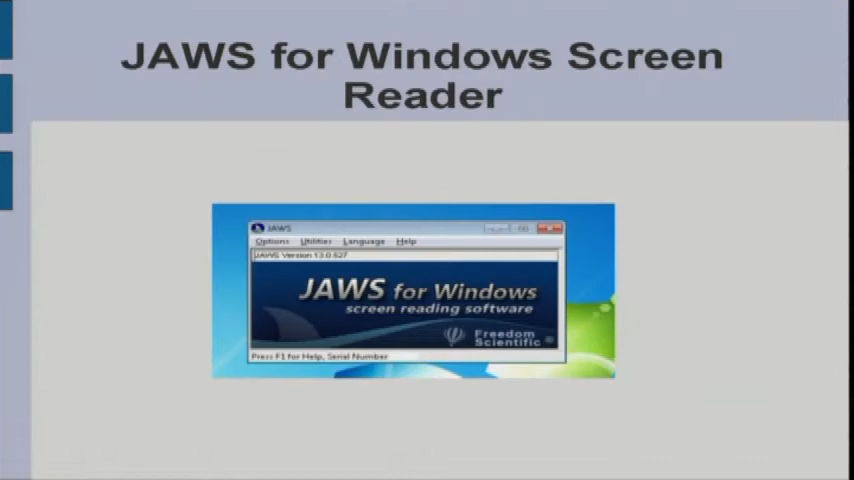 JAWS for Windows Screen
Reader
JAWS
Options Utilities Language Help
JAWS Version 13.0.527
JAWS for Windows
screen reading software
Freedom
Scientific
Press F1 for Help, Serial Number